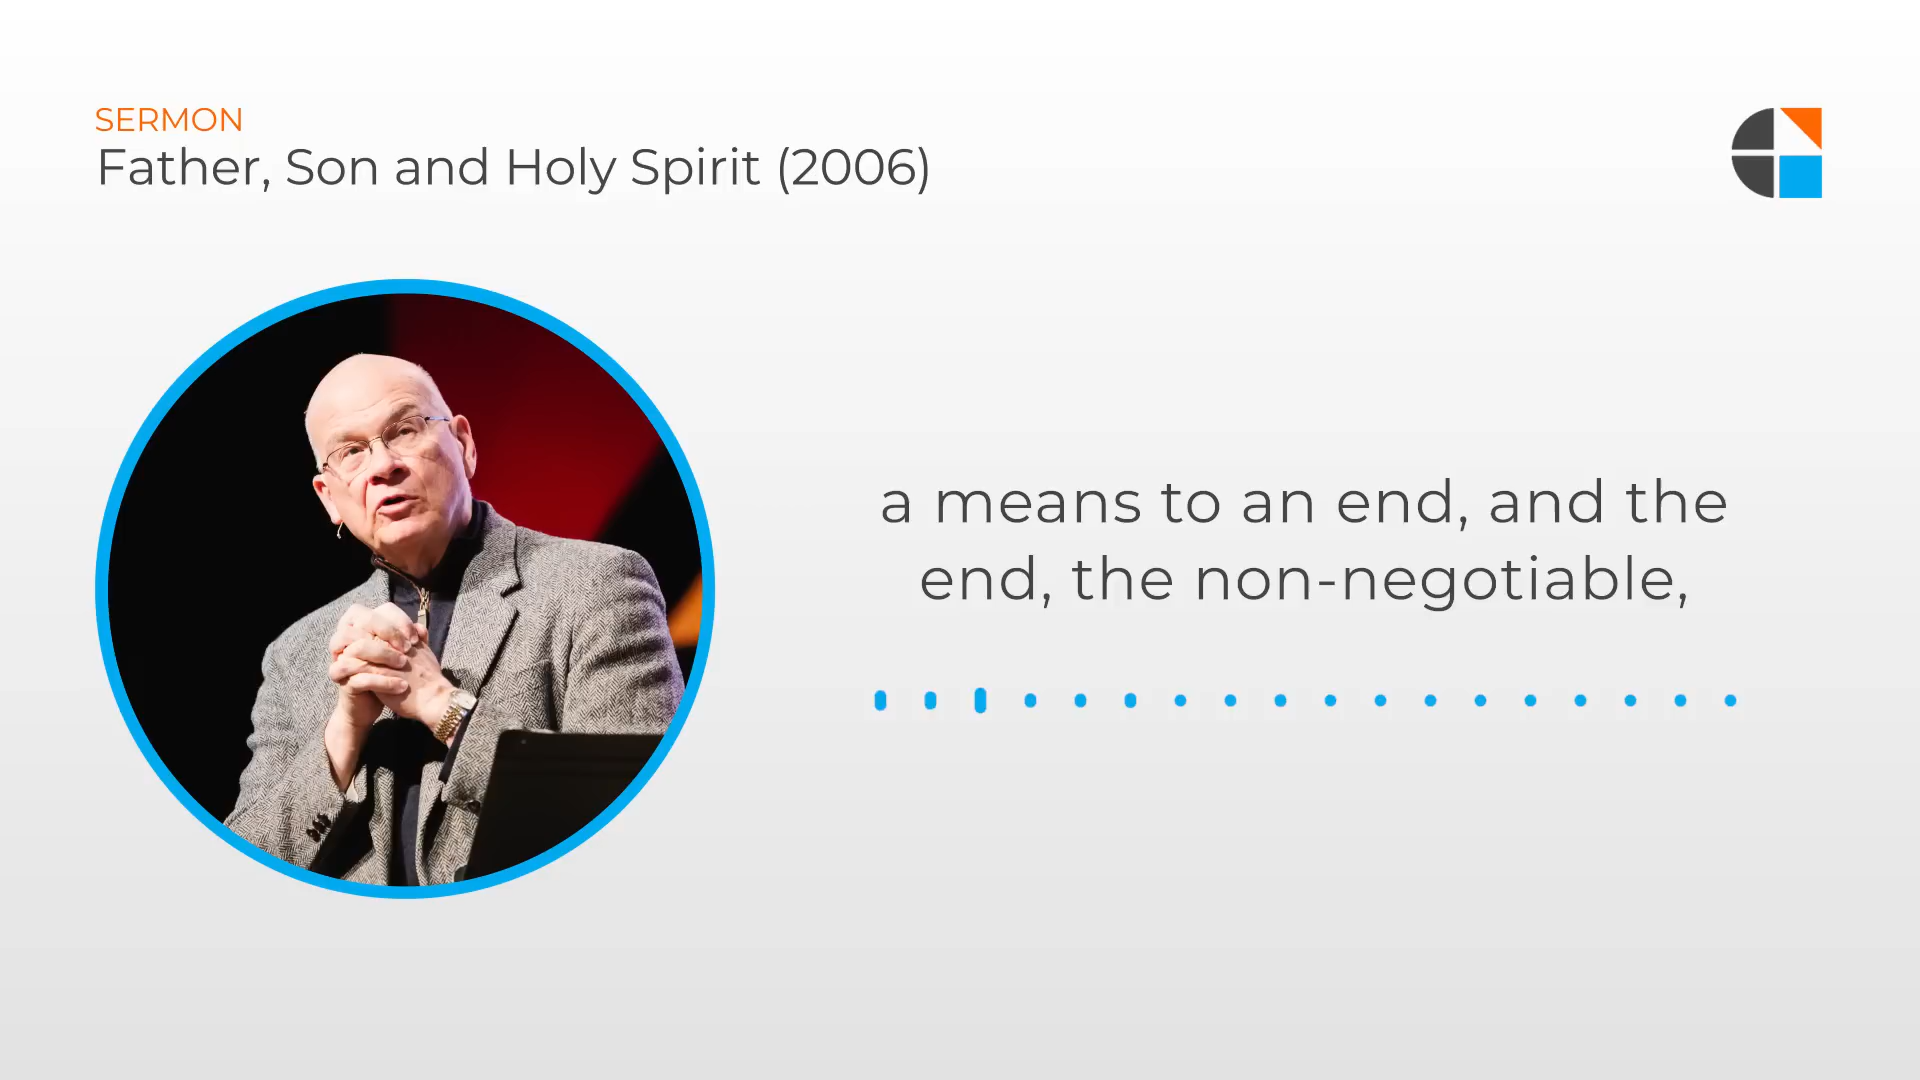 SERMON
Father, Son and Holy Spirit (2006)
a means to an end, and the
end, the non-negotiable,